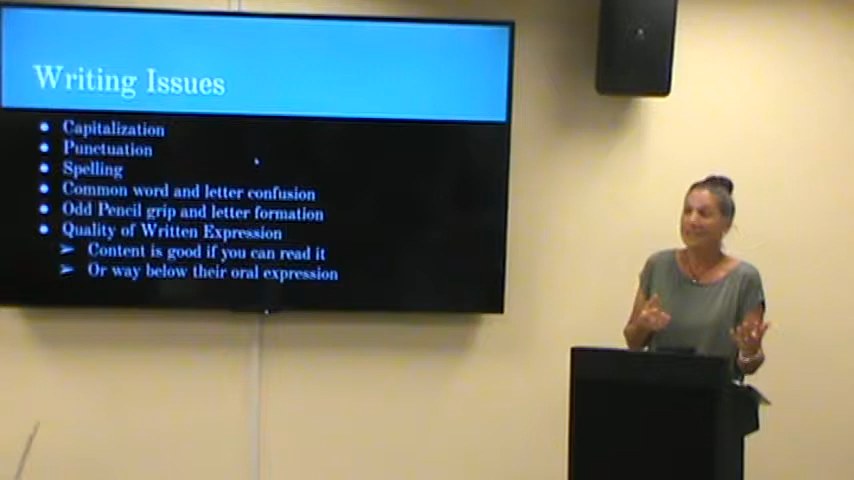 Writing Issues
Capitalization
Punctuation
Spelling
Common word and letter confusion
Odd Pencil grip and letter formation
Quality of Written Expression
Content is good if you can read it
Or way below their oral expression